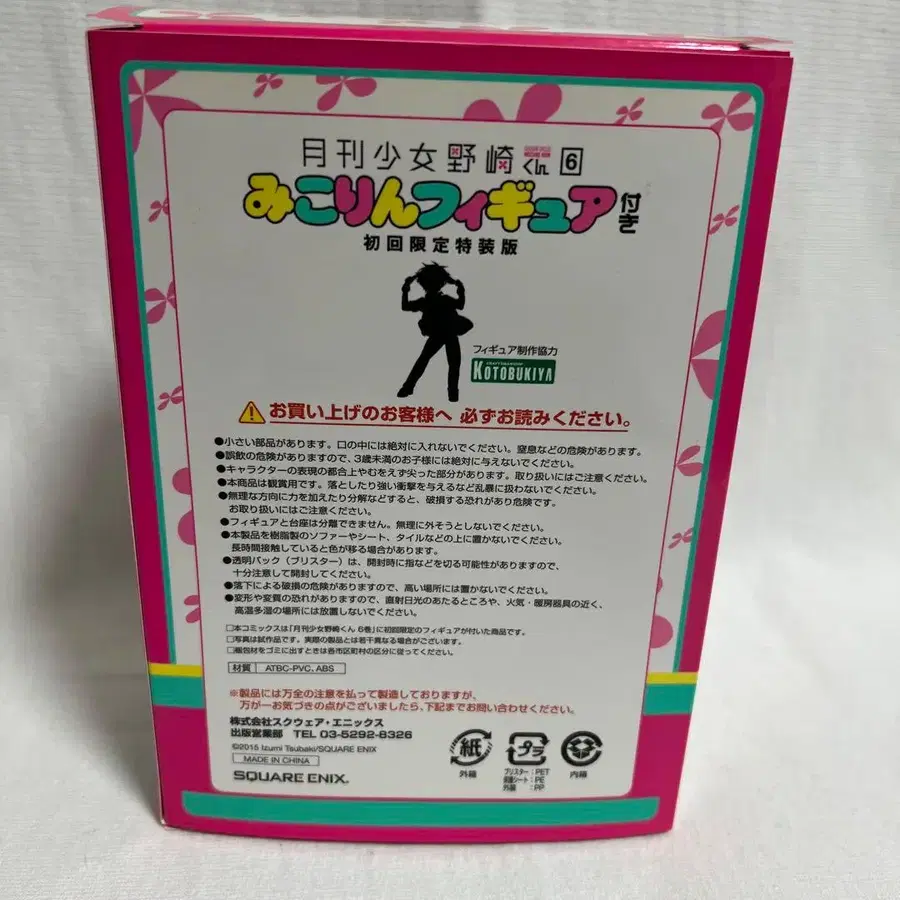 月刊少女野崎くん 6
みこりんフィギュア付き
初回限定特装版
フィギュア制作協力
KOTOBUKIYA
お買い上げのお客様へ 必ずお読みください。
●小さい部品があります。口の中には絶対に入れないでください。窒息などの危険があります。
●誤飲の危険がありますので、3歳未満のお子様には絶対に与えないでください。
●キャラクターの表現の都合上やむをえず尖った部分があります。取り扱いにはご注意ください。
●本商品は観賞用です。落としたり強い衝撃を与えるなど乱暴に扱わないでください。
●無理な方向に力を加えたり分解などすると、破損する恐れがあり危険です。
お取り扱いにはご注意ください。
●フィギュアと台座は分離できません。無理に外そうとしないでください。
●本製品を樹脂製のソファーやシート、タイルなどの上に置かないでください。
長時間接触していると色が移る場合があります。
●透明パック（ブリスター）は、開封時に指などを切る可能性がありますので、
十分注意して開封してください。
●落下による破損の危険がありますので、高い場所には置かないでください。
●変形や変質の恐れがありますので、直射日光のあたるところや、火気・暖房器具の近く、
高温多湿の場所には放置しないでください。
□本コミックスは「月刊少女野崎くん 6巻」に初回限定のフィギュアが付いた商品です。
□写真は試作品です。実際の製品とは若干異なる場合がございます。
□梱包材をゴミに出すときは各市区町村の区分に従ってください。
材質 ATBC-PVC, ABS
※製品には万全の注意を払って製造しておりますが、
万が一お気づきの点がございましたら、下記までお問い合わせください。
株式会社スクウェア・エニックス
出版営業部 TEL 03-5292-8326
©2015 Izumi Tsubaki/SQUARE ENIX
MADE IN CHINA
SQUARE ENIX.
紙
外箱
プラ
ブリスター：PET
保護シート：PE
外装：PP
内箱